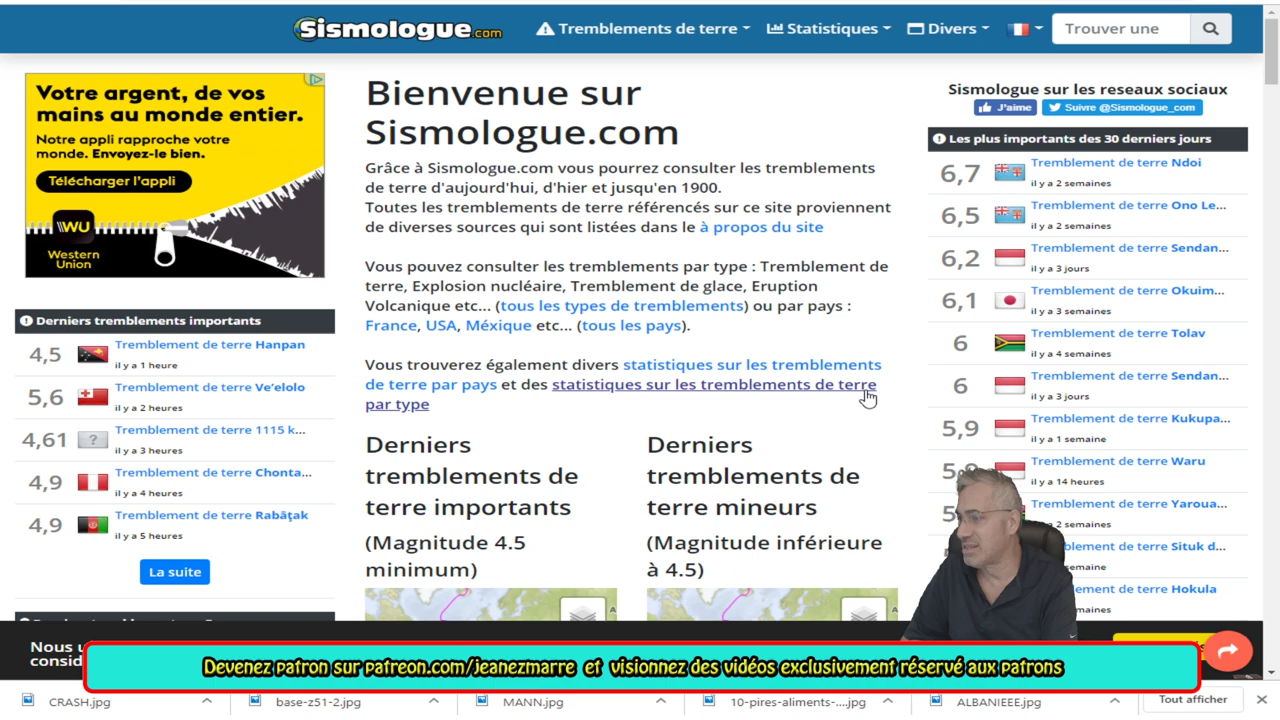 Sismologue.com
Tremblements de terre
Statistiques
Divers
Trouver une
Votre argent, de vos
mains au monde entier.
Notre appli rapproche votre
monde. Envoyez-le bien.
Télécharger l'appli
WU
Western
Union
Derniers tremblements importants
4,5 Tremblement de terre Hanpan
il y a 1 heure
5,6 Tremblement de terre Ve'elolo
il y a 2 heures
4,61 ? Tremblement de terre 1115 k...
il y a 3 heures
4,9 Tremblement de terre Chonta...
il y a 4 heures
4,9 Tremblement de terre Rabāţak
il y a 5 heures
La suite
Bienvenue sur
Sismologue.com
Grâce à Sismologue.com vous pourrez consulter les tremblements
de terre d'aujourd'hui, d'hier et jusqu'en 1900.
Toutes les tremblements de terre référencés sur ce site proviennent
de diverses sources qui sont listées dans le à propos du site
Vous pouvez consulter les tremblements par type : Tremblement de
terre, Explosion nucléaire, Tremblement de glace, Eruption
Volcanique etc... (tous les types de tremblements) ou par pays :
France, USA, Méxique etc... (tous les pays).
Vous trouverez également divers statistiques sur les tremblements
de terre par pays et des statistiques sur les tremblements de terre
par type
Derniers
tremblements de
terre importants
(Magnitude 4.5
minimum)
Derniers
tremblements de
terre mineurs
(Magnitude inférieure
à 4.5)
Sismologue sur les reseaux sociaux
J'aime
Suivre @Sismologue_com
Les plus importants des 30 derniers jours
6,7 Tremblement de terre Ndoi
il y a 2 semaines
6,5 Tremblement de terre Ono Le...
il y a 2 semaines
6,2 Tremblement de terre Sendan...
il y a 3 jours
6,1 Tremblement de terre Okuim...
il y a 3 semaines
6 Tremblement de terre Tolav
il y a 4 semaines
6 Tremblement de terre Sendan...
il y a 3 jours
5,9 Tremblement de terre Kukupa...
il y a 1 semaine
Tremblement de terre Waru
il y a 14 heures
Tremblement de terre Yaroua...
2 semaines
blement de terre Situk d...
semaine
blement de terre Hokula
Nous
consid
Devenez patron sur patreon.com/jeanezmarre et visionnez des vidéos exclusivement réservé aux patrons
CRASH.jpg
base-z51-2.jpg
MANN.jpg
10-pires-aliments-....jpg
ALBANIEEE.jpg
Tout afficher